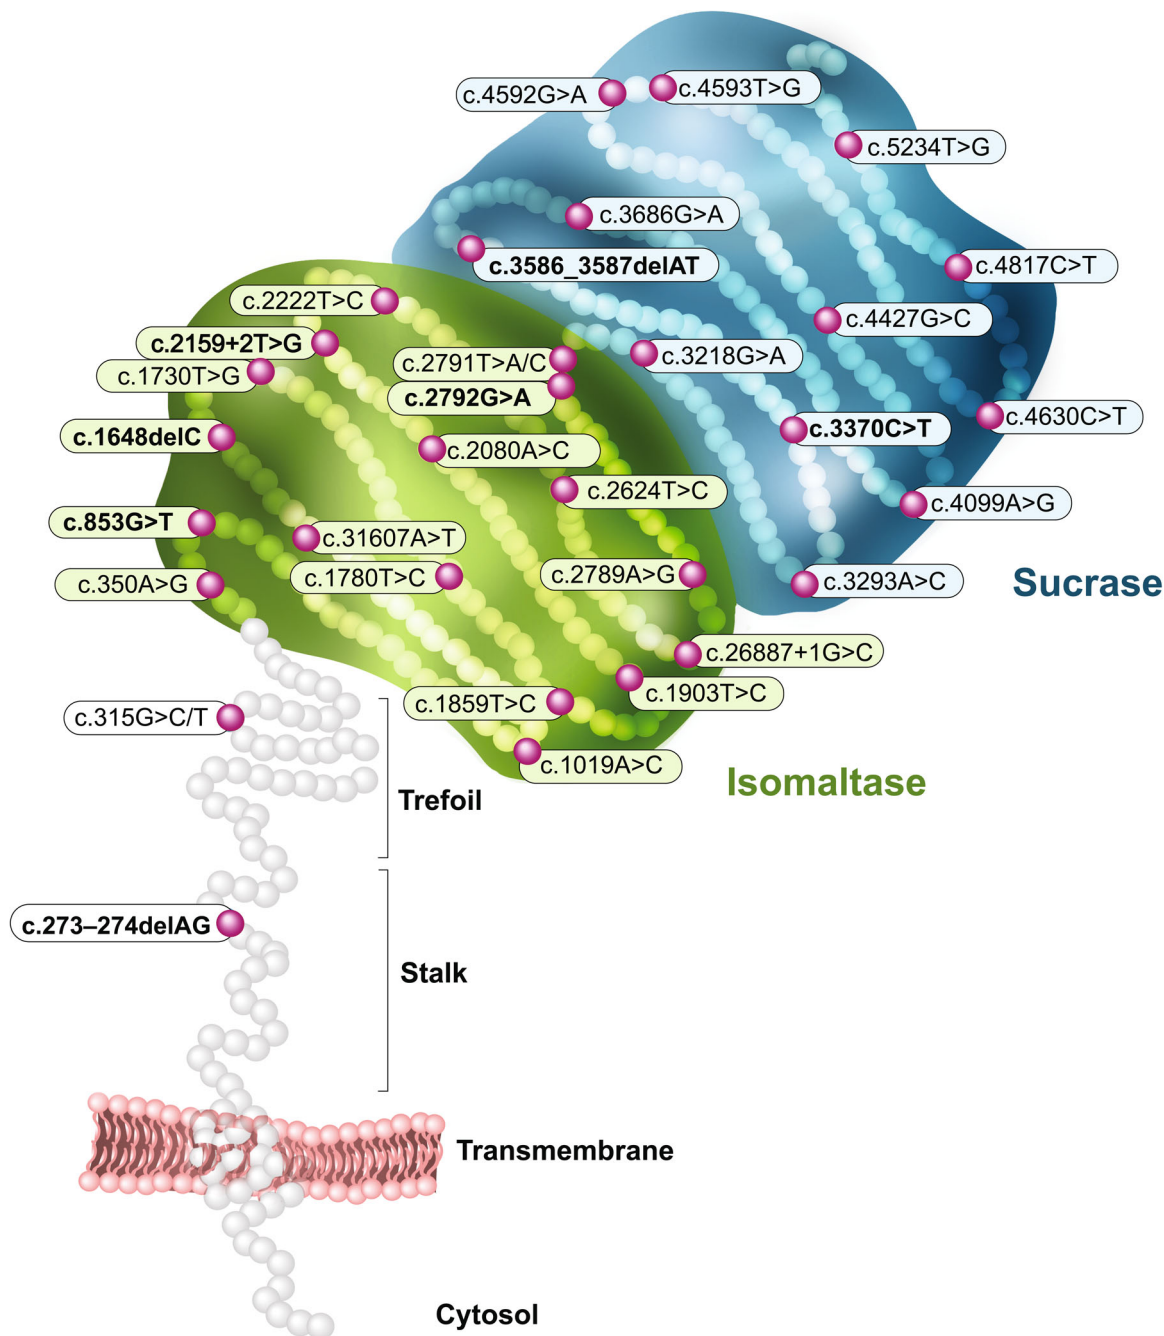 c.4592G>A
c.4593T>G
c.5234T>G
c.3686G>A
c.3586_3587delAT
c.4817C>T
c.2222T>C
c.4427G>C
c.2159+2T>G
c.3218G>A
c.2791T>A/C
c.1730T>G
c.2792G>A
c.4630C>T
c.3370C>T
c.1648delC
c.2080A>C
c.2624T>C
c.4099A>G
c.853G>T
c.31607A>T
c.1780T>C
c.2789A>G
c.350A>G
c.3293A>C
Sucrase
c.26887+1G>C
c.1903T>C
c.1859T>C
c.315G>C/T
c.1019A>C
Isomaltase
Trefoil
c.273–274delAG
Stalk
Transmembrane
Cytosol